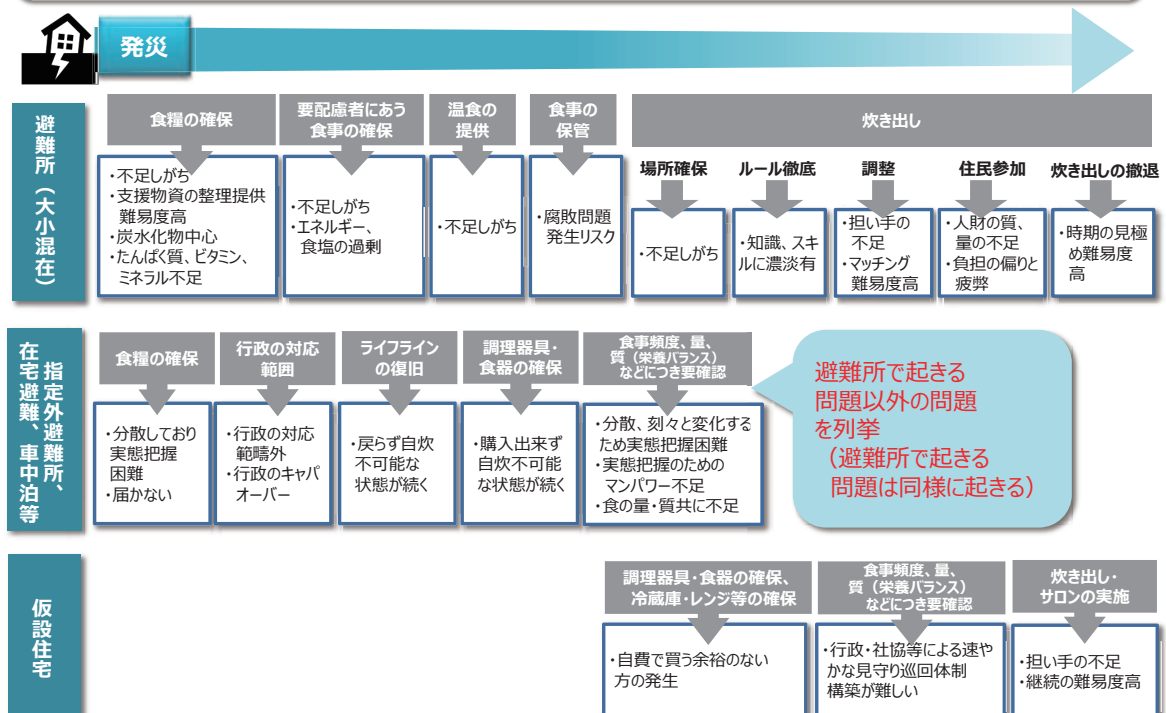 発災
避難所（大小混在）
食糧の確保
・不足しがち
・支援物資の整理提供
難易度高
・炭水化物中心
・たんぱく質、ビタミン、
ミネラル不足
要配慮者にあう
食事の確保
・不足しがち
・エネルギー、
食塩の過剰
温食の
提供
・不足しがち
食事の
保管
・腐敗問題
発生リスク
炊き出し
場所確保
・不足しがち
ルール徹底
・知識、スキ
ルに濃淡有
調整
・担い手の
不足
・マッチング
難易度高
住民参加
・人財の質、
量の不足
・負担の偏りと
疲弊
炊き出しの撤退
・時期の見極
め難易度
高
指定外避難所、
在宅避難、車中泊等
食糧の確保
・分散しており
実態把握
困難
・届かない
行政の対応
範囲
・行政の対応
範疇外
・行政のキャパ
オーバー
ライフライン
の復旧
・戻らず自炊
不可能な
状態が続く
調理器具・
食器の確保
・購入出来ず
自炊不可能
な状態が続く
食事頻度、量、
質（栄養バランス）
などにつき要確認
・分散、刻々と変化する
ため実態把握困難
・実態把握のための
マンパワー不足
・食の量・質共に不足
避難所で起きる
問題以外の問題
を列挙
（避難所で起きる
問題は同様に起きる）
仮設住宅
調理器具・食器の確保、
冷蔵庫・レンジ等の確保
・自費で買う余裕のない
方の発生
食事頻度、量、
質（栄養バランス）
などにつき要確認
・行政・社協等による速や
かな見守り巡回体制
構築が難しい
炊き出し・
サロンの実施
・担い手の不足
・継続の難易度高